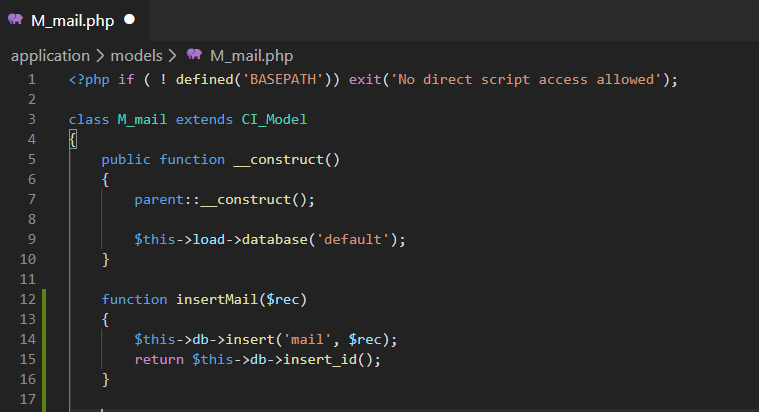 M_mail.php
application > models > M_mail.php
1 <?php if ( ! defined('BASEPATH')) exit('No direct script access allowed');
2
3 class M_mail extends CI_Model
4 {
5     public function __construct()
6     {
7         parent::__construct();
8
9         $this->load->database('default');
10     }
11
12     function insertMail($rec)
13     {
14         $this->db->insert('mail', $rec);
15         return $this->db->insert_id();
16     }
17